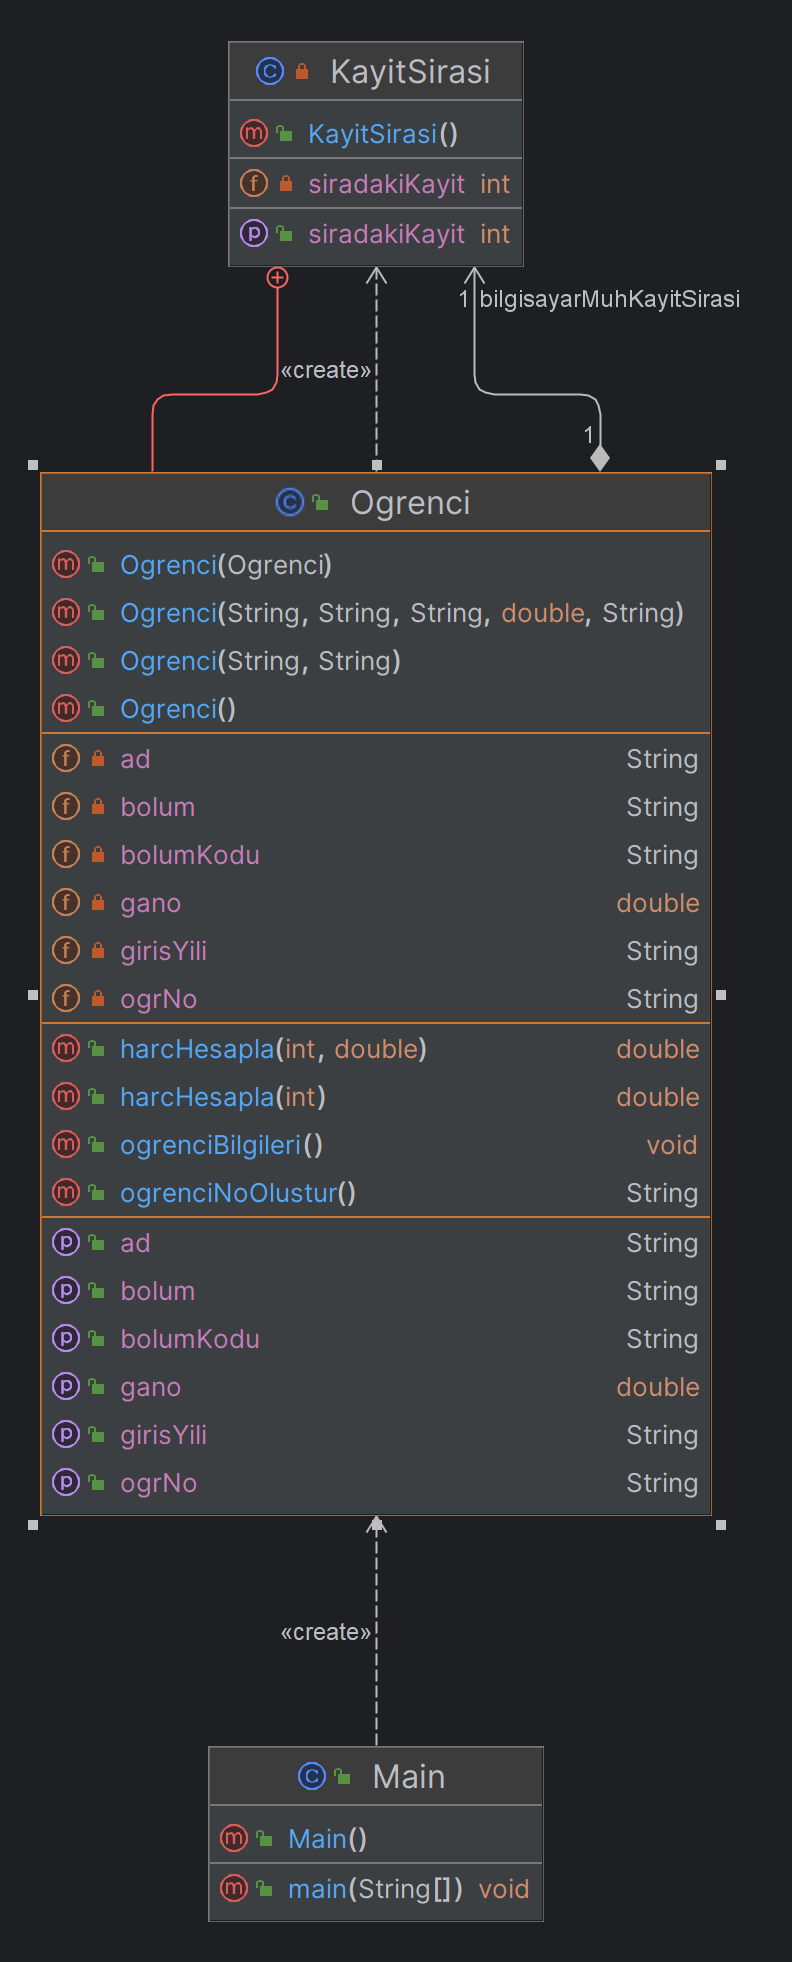 KayitSirasi
KayitSirasi()
siradakiKayit int
siradakiKayit int
1 bilgisayarMuhKayitSirasi
«create»
1
Ogrenci
Ogrenci(Ogrenci)
Ogrenci(String, String, String, double, String)
Ogrenci(String, String)
Ogrenci()
ad String
bolum String
bolumKodu String
gano double
girisYili String
ogrNo String
harcHesapla(int, double) double
harcHesapla(int) double
ogrenciBilgileri() void
ogrenciNoOlustur() String
ad String
bolum String
bolumKodu String
gano double
girisYili String
ogrNo String
«create»
Main
Main()
main(String[]) void